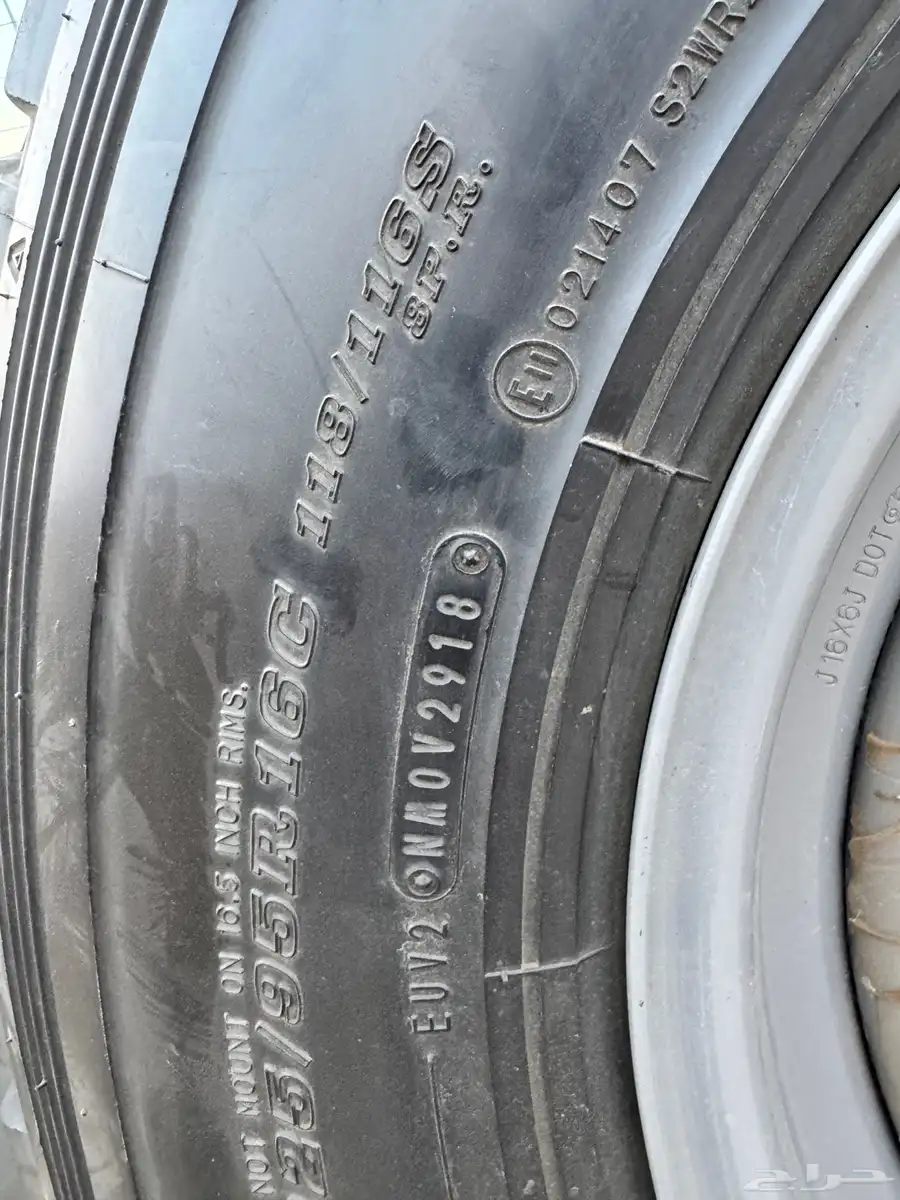 118/116S
8P.R.
E11 021407 S2WR
25/95R16C
NOT MOUNT ON 16.5 INCH RIMS.
EUV2 NM0V2918
J16X6J DOT
حراج